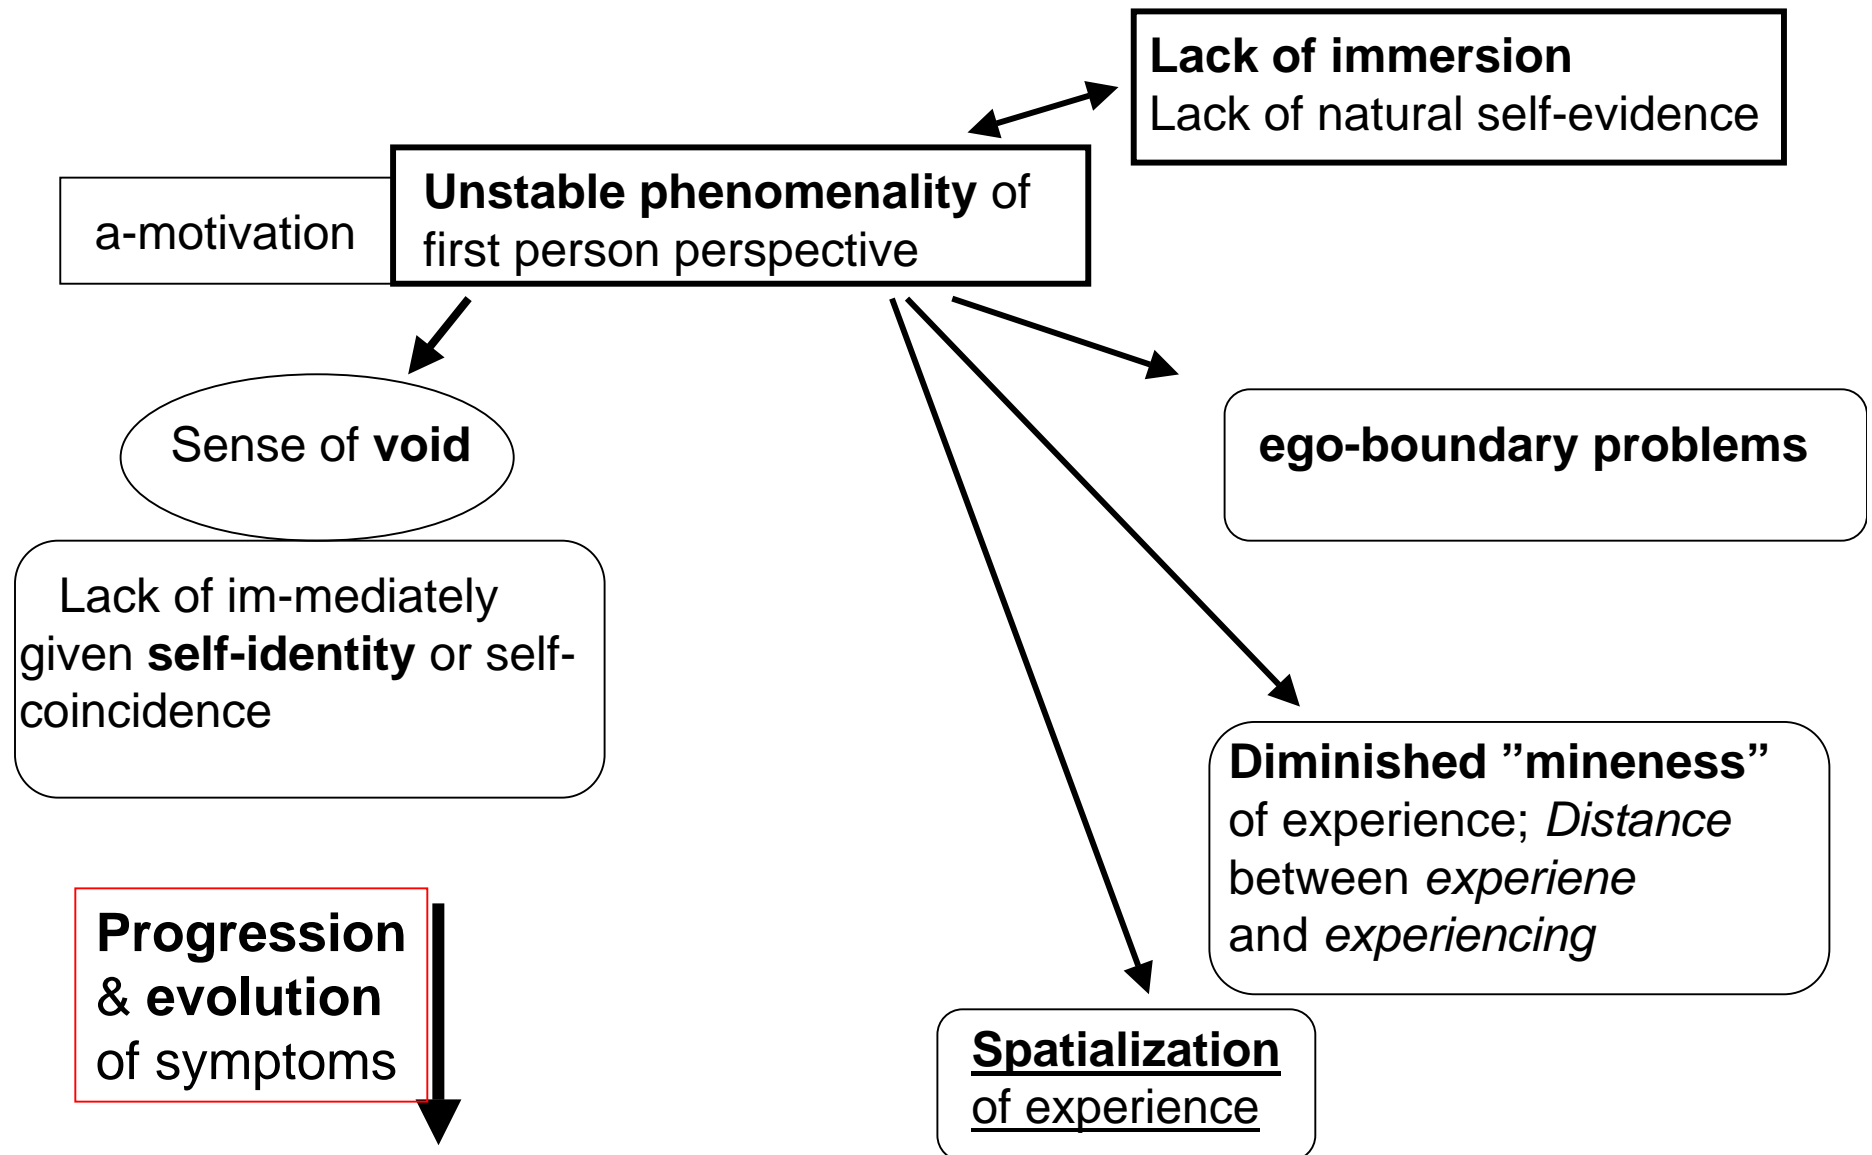 Lack of immersion
Lack of natural self-evidence
a-motivation
Unstable phenomenality of
first person perspective
Sense of void
ego-boundary problems
Lack of im-mediately
given self-identity or self-
coincidence
Diminished ”mineness”
of experience; Distance
between experiene
and experiencing
Progression
& evolution
of symptoms
Spatialization
of experience